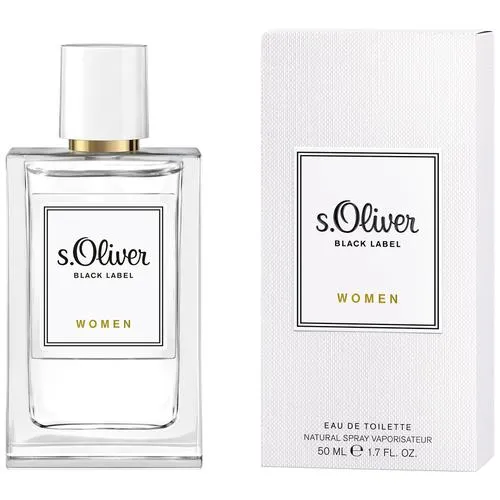 s.Oliver
BLACK LABEL
WOMEN
s.Oliver
BLACK LABEL
WOMEN
EAU DE TOILETTE
NATURAL SPRAY VAPORISATEUR
50 ML ℮ 1.7 FL. OZ.